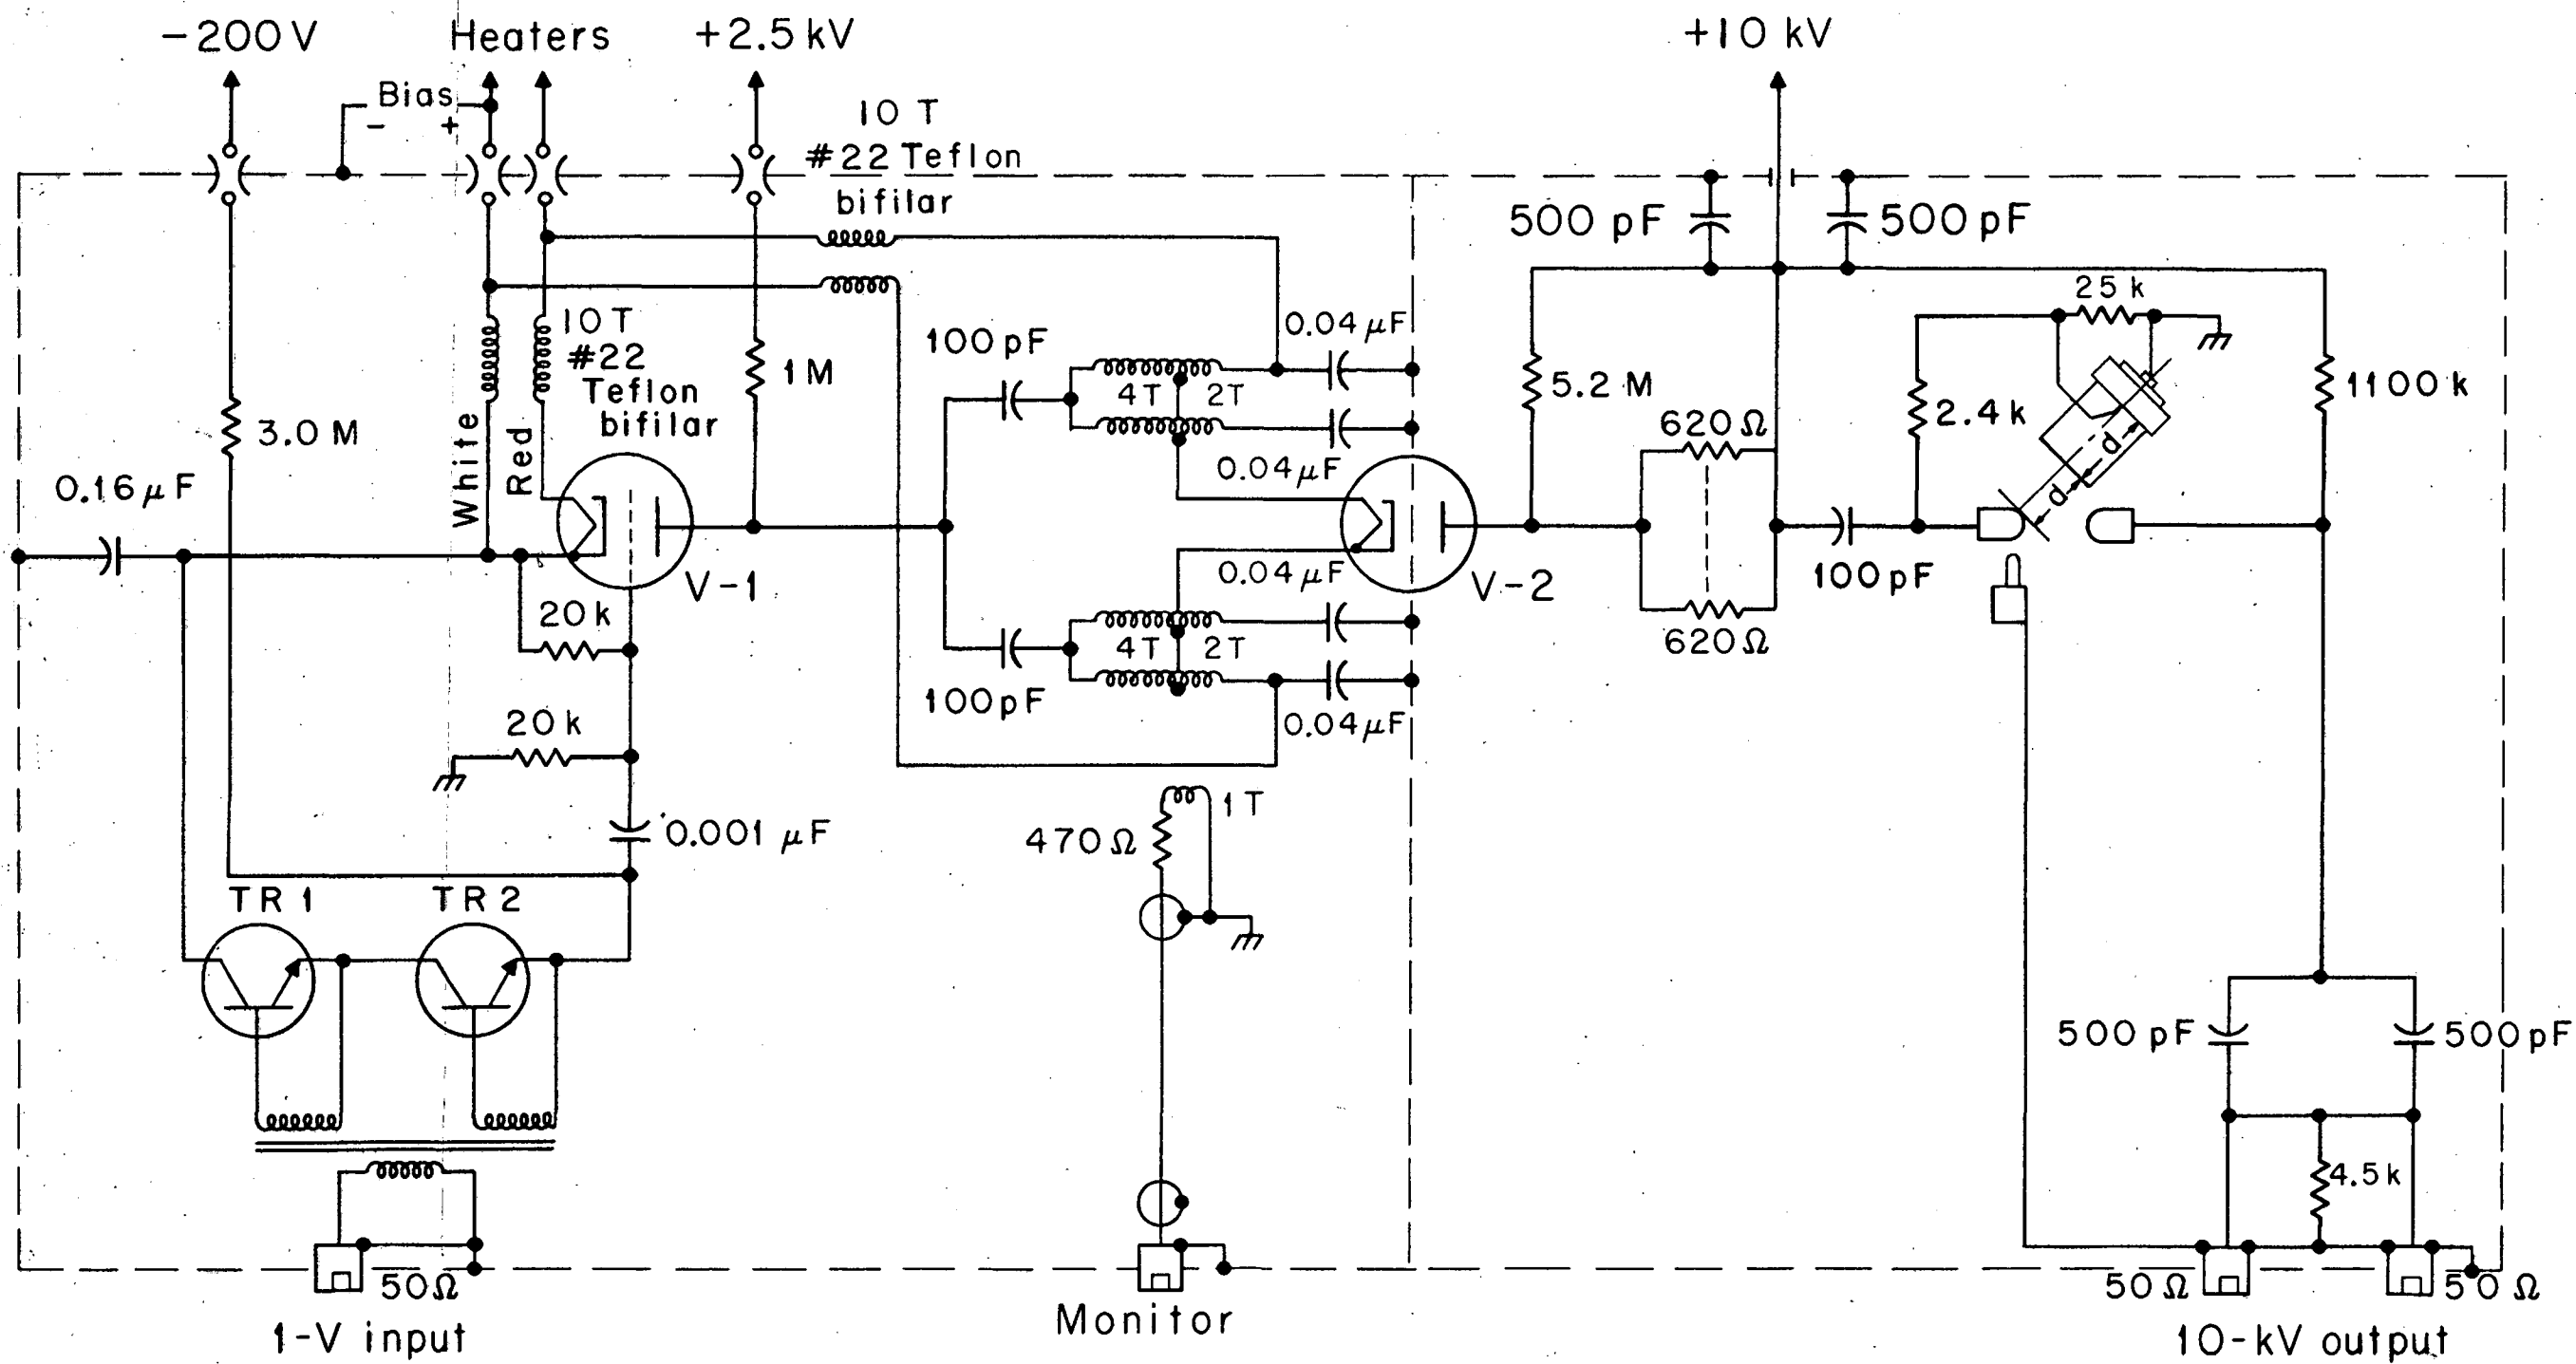 -200V
Heaters
+2.5 kV
+10 kV
Bias
- +
10 T
#22 Teflon
bifilar
500 pF
500 pF
25 k
10T
#22
Teflon
bifilar
100 pF
0.04 μF
1M
4T 2T
5.2 M
1100 k
White
Red
3.0 M
620 Ω
2.4 k
d
d
0.16 μF
0.04 μF
V-1
0.04 μF
V-2
100 pF
20 k
4T 2T
620 Ω
100 pF
20 k
0.04 μF
1T
0.001 μF
470 Ω
TR 1
TR 2
500 pF
500 pF
4.5 k
50 Ω
50 Ω
50 Ω
1-V input
Monitor
10-kV output